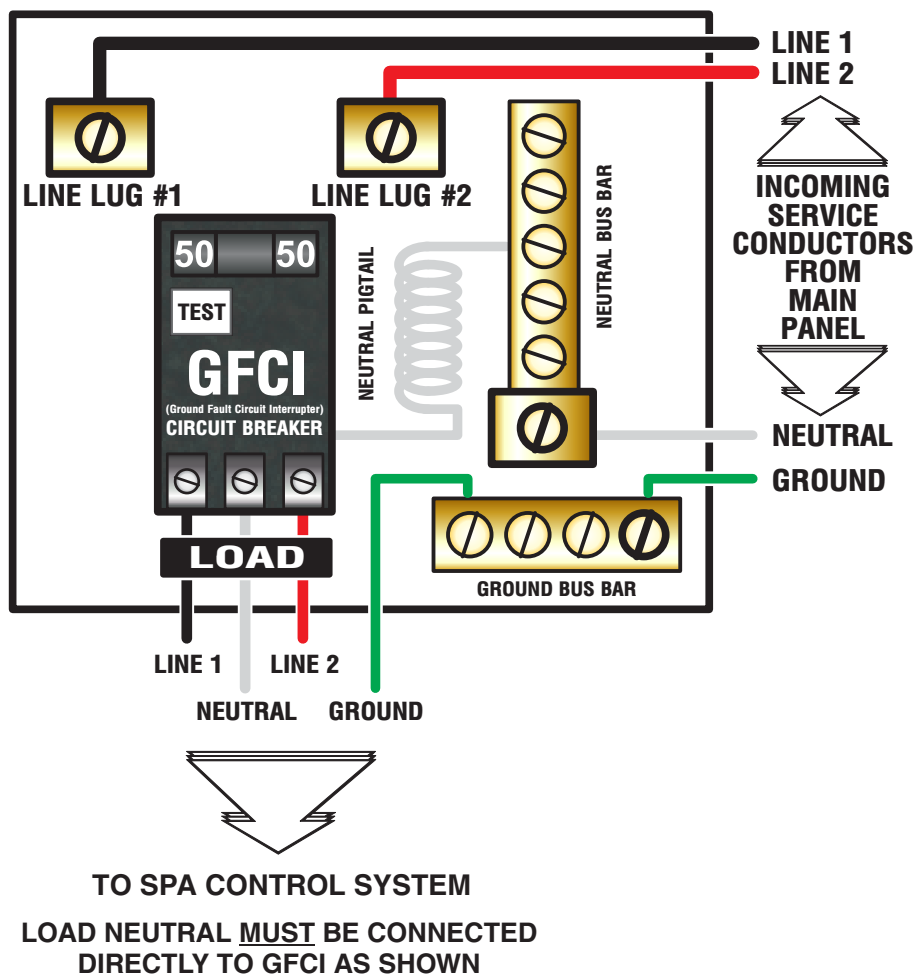 LINE 1
LINE 2
LINE LUG #1
LINE LUG #2
INCOMING
SERVICE
CONDUCTORS
FROM
MAIN
PANEL
50
50
TEST
GFCI
(Ground Fault Circuit Interrupter)
CIRCUIT BREAKER
NEUTRAL PIGTAIL
NEUTRAL BUS BAR
NEUTRAL
GROUND
LOAD
GROUND BUS BAR
LINE 1
LINE 2
NEUTRAL
GROUND
TO SPA CONTROL SYSTEM
LOAD NEUTRAL MUST BE CONNECTED
DIRECTLY TO GFCI AS SHOWN